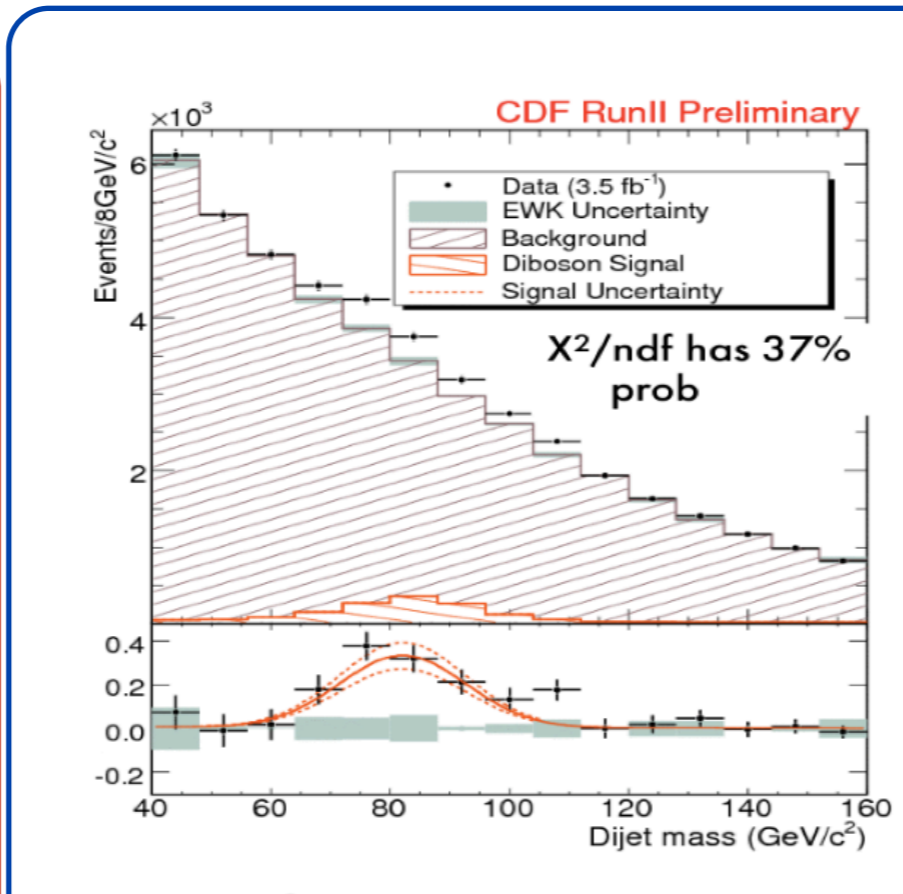 ×10³
CDF RunII Preliminary
Events/8GeV/c²
6
4
2
Data (3.5 fb⁻¹)
EWK Uncertainty
Background
Diboson Signal
Signal Uncertainty
X²/ndf has 37%
prob
0.4
0.2
0.0
-0.2
40 60 80 100 120 140 160
Dijet mass (GeV/c²)